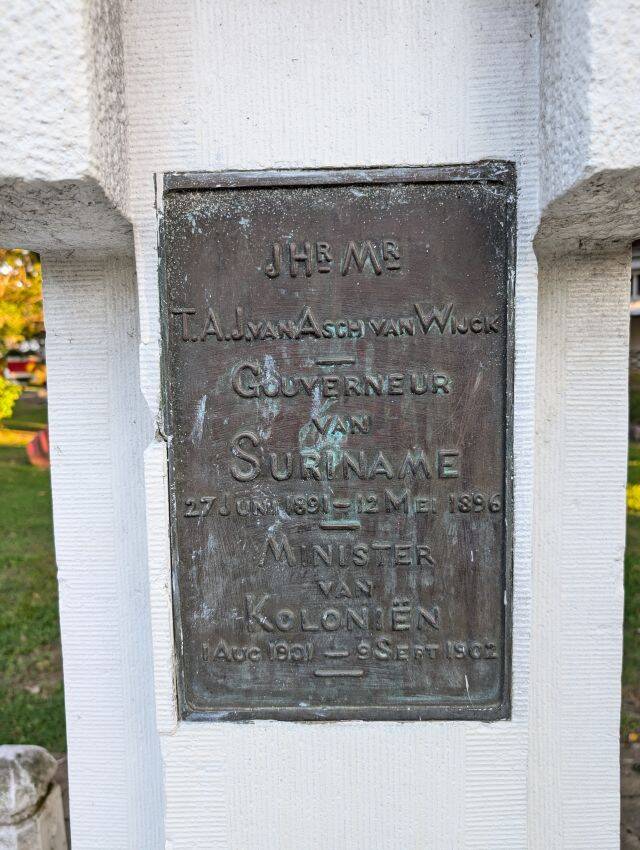 JHR MR
T.A.J. VAN ASCH VAN WIJCK
GOUVERNEUR
VAN
SURINAME
27 JUNI 1891 — 12 MEI 1896
MINISTER
VAN
KOLONIËN
1 AUG 1901 — 9 SEPT 1902